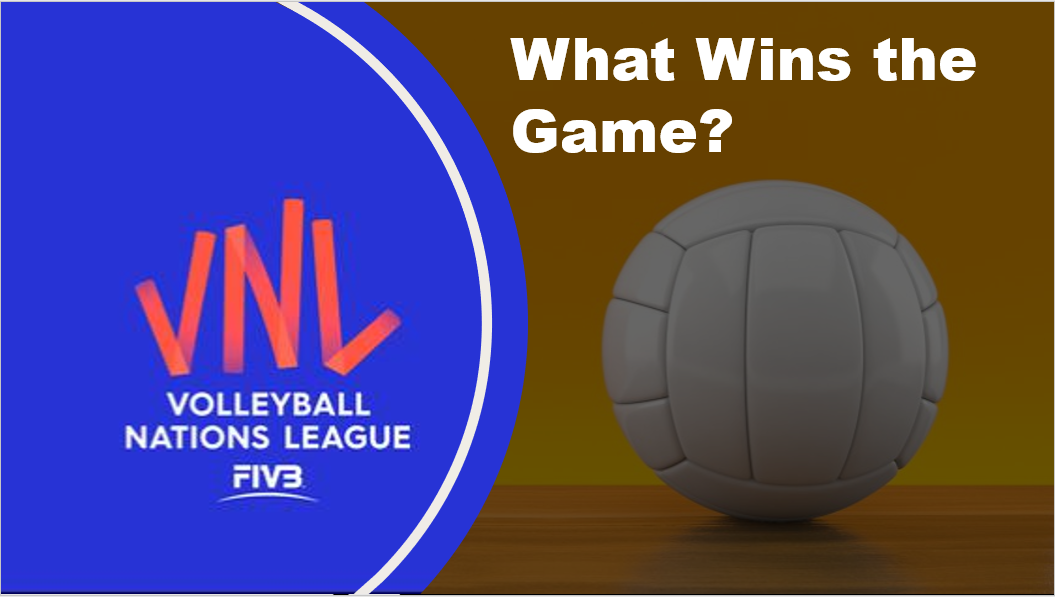 What Wins the
Game?
VNL
VOLLEYBALL
NATIONS LEAGUE
FIVB